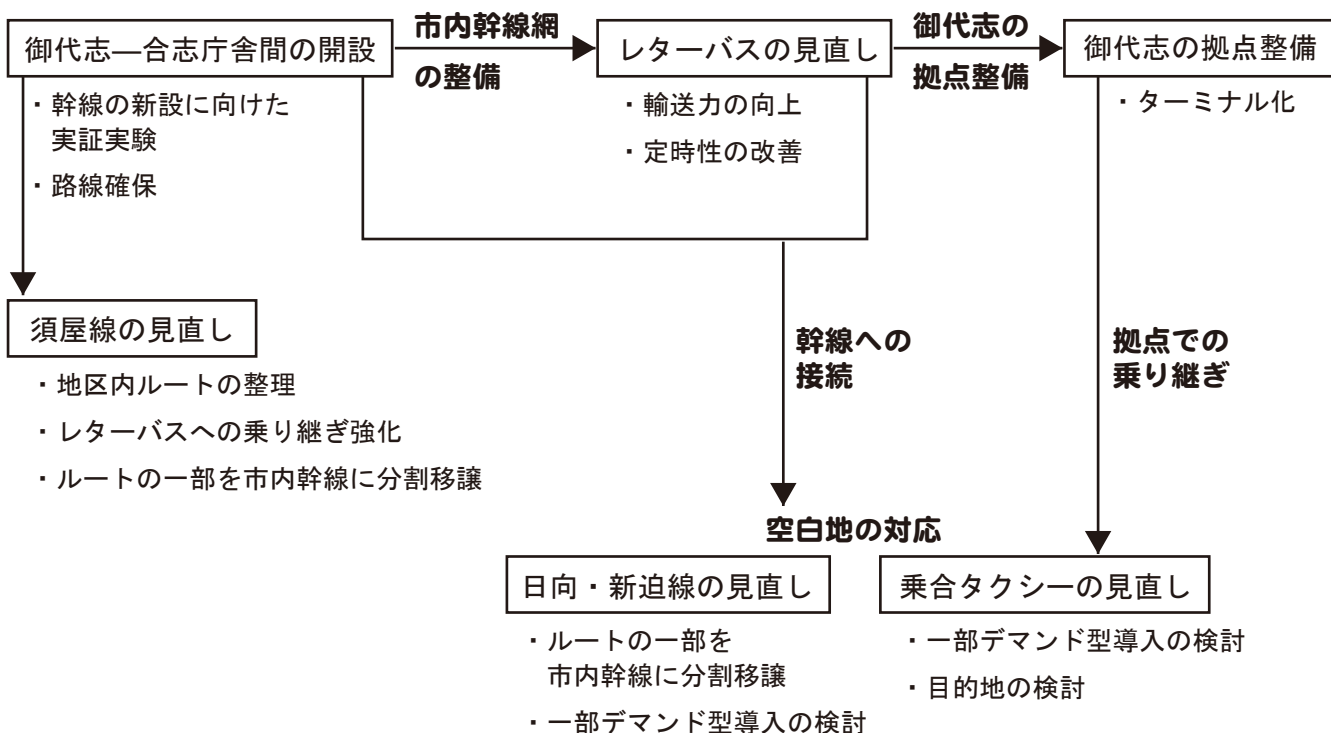 御代志―合志庁舎間の開設
・幹線の新設に向けた
実証実験
・路線確保
市内幹線網
の整備
レターバスの見直し
・輸送力の向上
・定時性の改善
御代志の
拠点整備
御代志の拠点整備
・ターミナル化
須屋線の見直し
・地区内ルートの整理
・レターバスへの乗り継ぎ強化
・ルートの一部を市内幹線に分割移譲
幹線への
接続
拠点での
乗り継ぎ
空白地の対応
日向・新迫線の見直し
・ルートの一部を
市内幹線に分割移譲
・一部デマンド型導入の検討
乗合タクシーの見直し
・一部デマンド型導入の検討
・目的地の検討